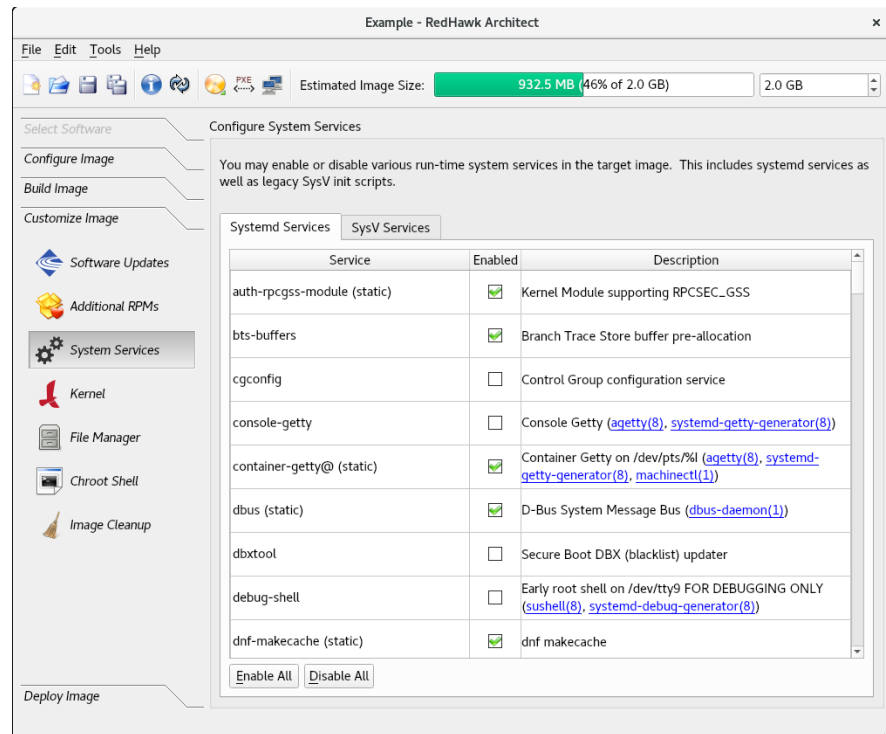 Example - RedHawk Architect
×
File Edit Tools Help
PXE
Estimated Image Size:
932.5 MB (46% of 2.0 GB)
2.0 GB
Select Software
Configure Image
Build Image
Customize Image
Software Updates
Additional RPMs
System Services
Kernel
File Manager
Chroot Shell
Image Cleanup
Deploy Image
Configure System Services
You may enable or disable various run-time system services in the target image. This includes systemd services as
well as legacy SysV init scripts.
Systemd Services
SysV Services
Service Enabled Description
auth-rpcgss-module (static) Kernel Module supporting RPCSEC_GSS
bts-buffers Branch Trace Store buffer pre-allocation
cgconfig Control Group configuration service
console-getty Console Getty (agetty(8), systemd-getty-generator(8))
container-getty@ (static) Container Getty on /dev/pts/%I (agetty(8), systemd-
getty-generator(8), machinectl(1))
dbus (static) D-Bus System Message Bus (dbus-daemon(1))
dbxtool Secure Boot DBX (blacklist) updater
debug-shell Early root shell on /dev/tty9 FOR DEBUGGING ONLY
(sushell(8), systemd-debug-generator(8))
dnf-makecache (static) dnf makecache
Enable All
Disable All